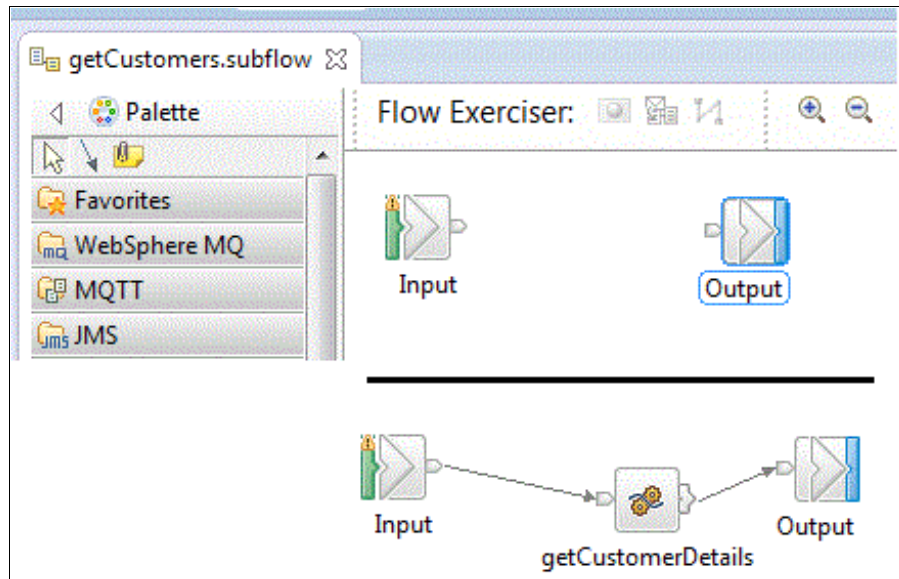 getCustomers.subflow
Palette
Flow Exerciser:
Favorites
WebSphere MQ
MQTT
JMS
Input
Output
Input
getCustomerDetails
Output